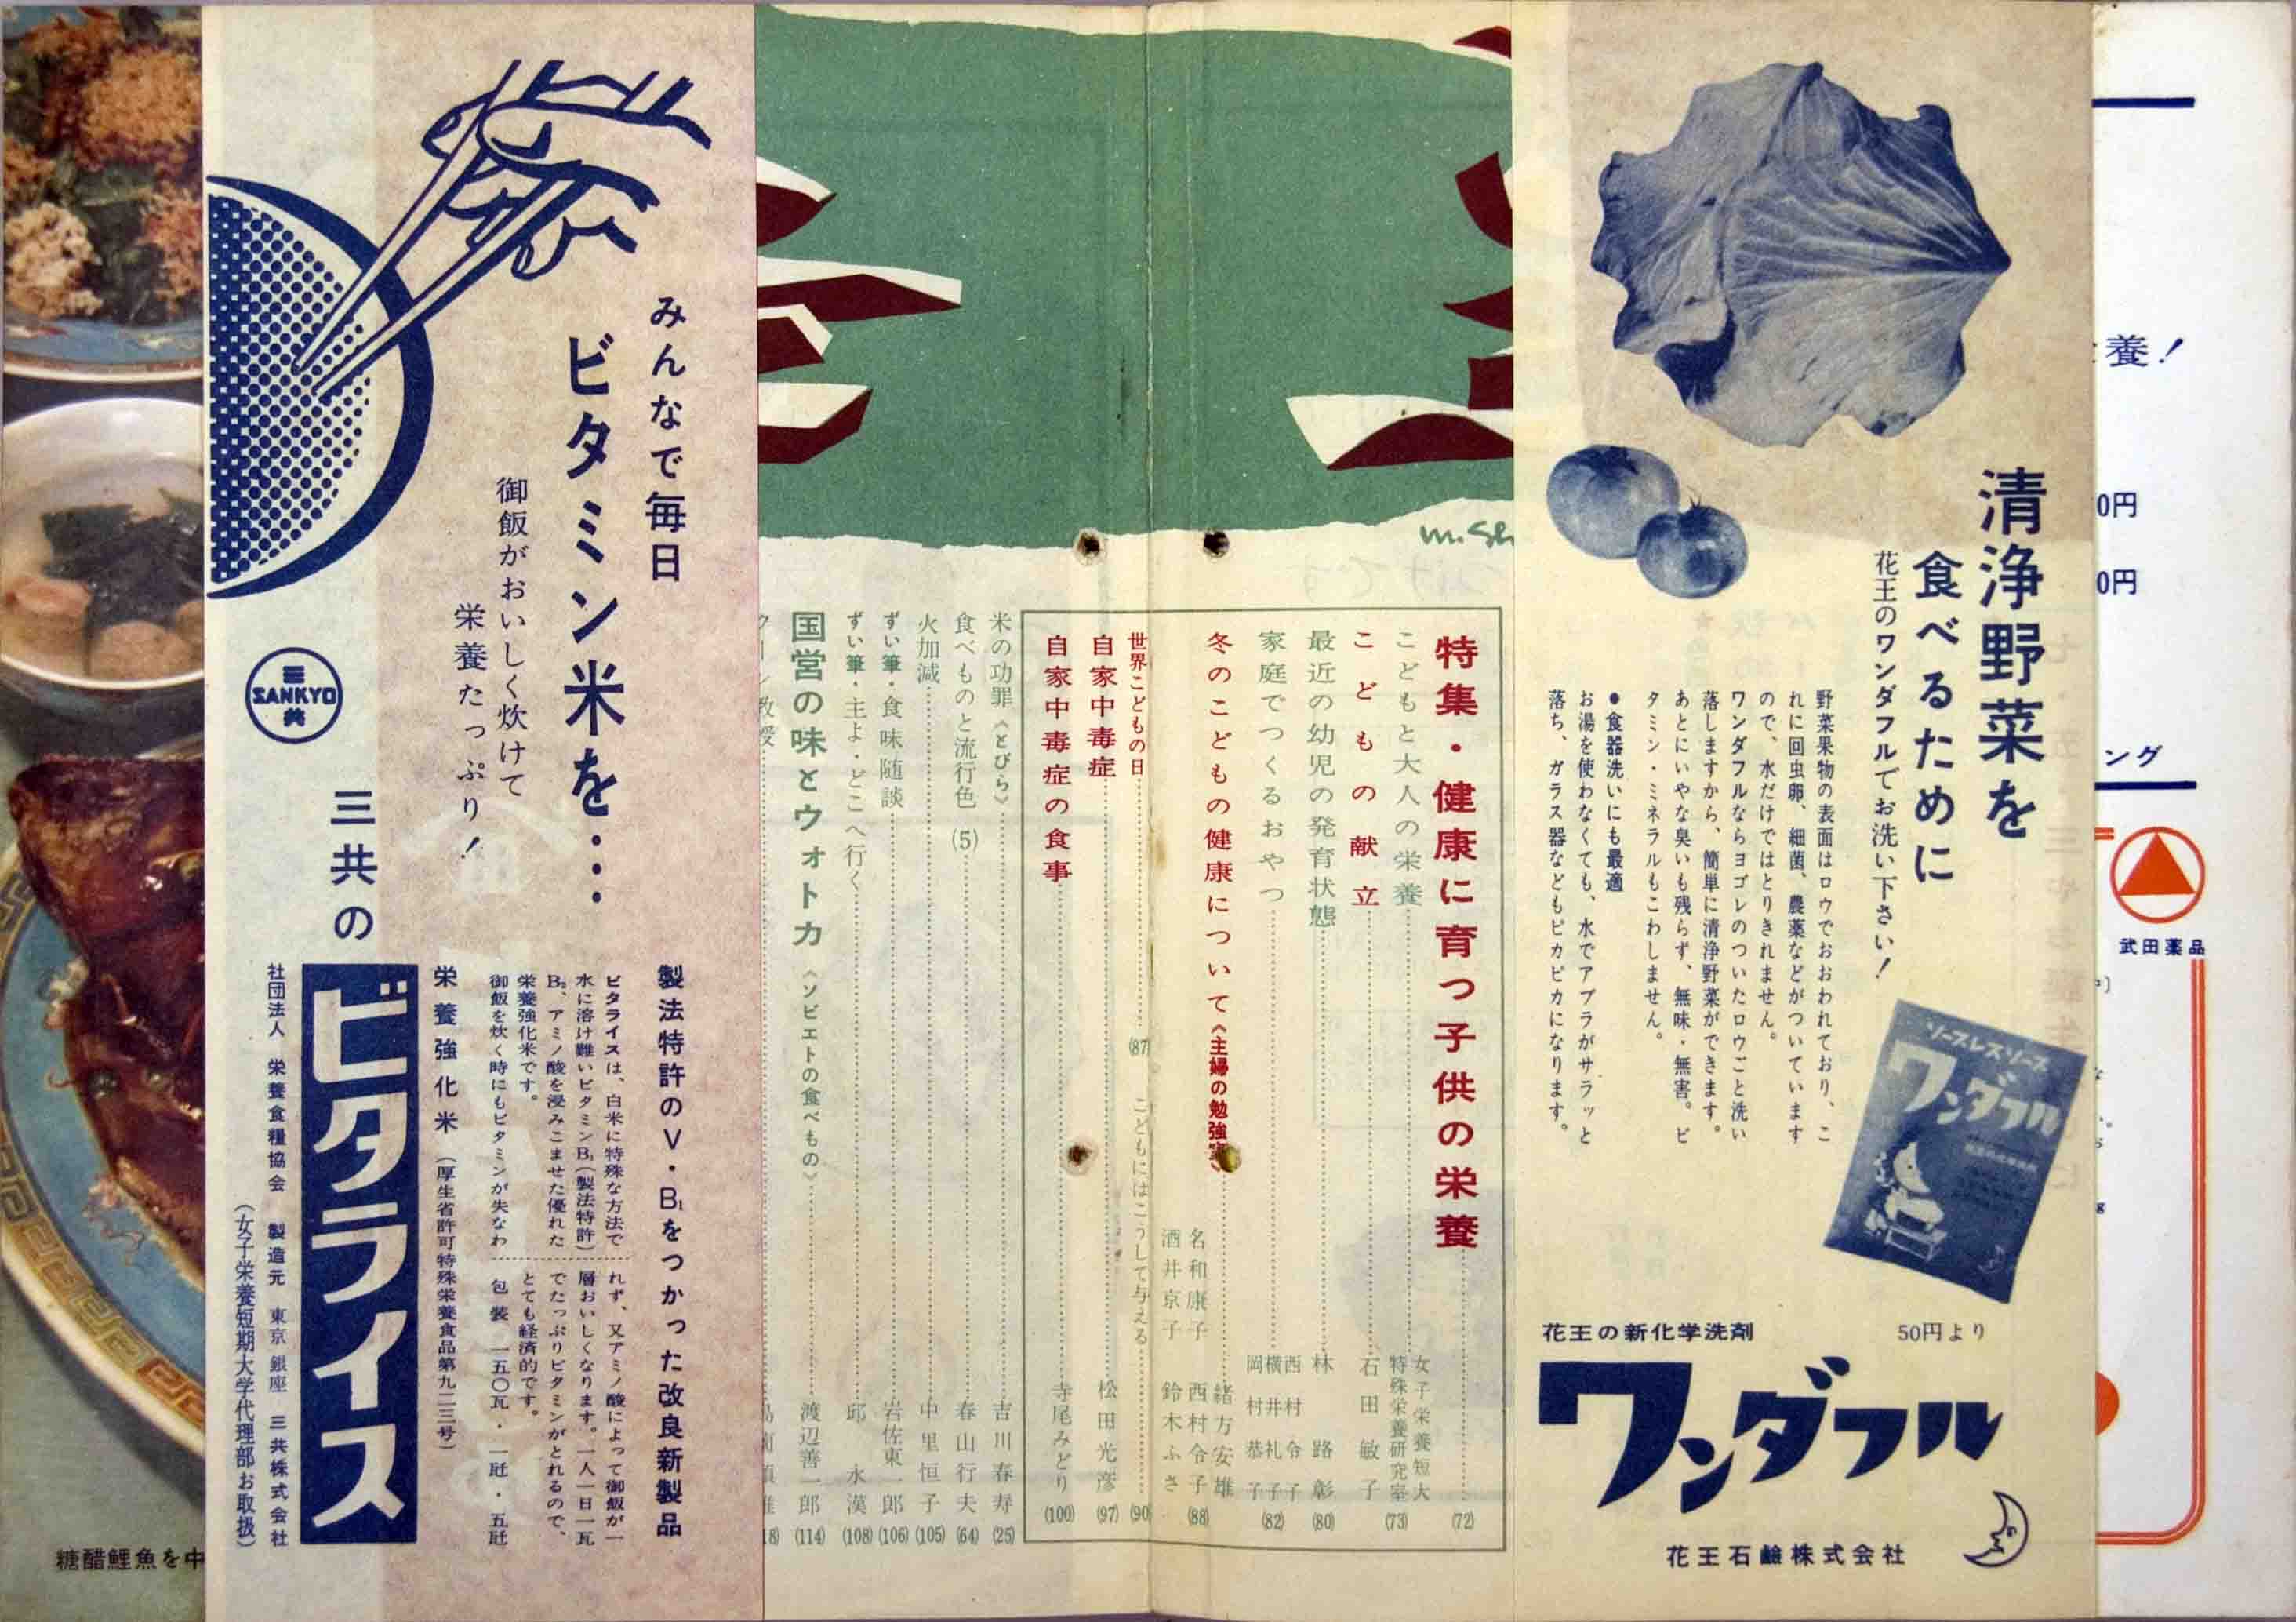 養!
0円
0円
ング
武田薬品
清浄野菜を
食べるために
花王のワンダフルでお洗い下さい!
野菜果物の表面はロウでおおわれており、こ
れに回虫卵、細菌、農薬などがついています
ので、水だけではとりきれません。
ワンダフルならヨゴレのついたロウごと洗い
落しますから、簡単に清浄野菜ができます。
あとにいやな臭いも残らず、無味・無害。ビ
タミン・ミネラルもこわしません。
●食器洗いにも最適
お湯を使わなくても、水でアブラがサラッと
落ち、ガラス器などもピカピカになります。
ソープレスソープ
ワンダフル
花王の新化学洗剤 50円より
ワンダフル
花王石鹸株式会社
M.Sh
特集・健康に育つ子供の栄養 (72)
こどもと大人の栄養 女子栄養短大 特殊栄養研究室 (73)
こどもの献立 石田敏子
最近の幼児の発育状態 林路彰 (80)
家庭でつくるおやつ 西村令子 横井礼子 岡村恭子 (82)
冬のこどもの健康について《主婦の勉強室》 緒方安雄 西村令子 鈴木ふさ 名和康子 酒井京子 (88)
世界こどもの日 (87) こどもにはこうして与える (90)
自家中毒症 松田光彦 (97)
自家中毒症の食事 寺尾みどり (100)
米の功罪《とびら》 吉川春寿 (25)
食べものと流行色(5) 春山行夫 (64)
火加減 中里恒子 (105)
ずい筆・食味随談 岩佐東一郎 (106)
ずい筆・主よ・どこへ行く 邱永漢 (108)
国営の味とウォトカ《ソビエトの食べもの》 渡辺善一郎 (114)
みんなで毎日
ビタミン米を…
御飯がおいしく炊けて
栄養たっぷり!
製法特許のV・B₁をつかった改良新製品
ビタライスは、白米に特殊な方法で
水に溶け難いビタミンB₁(製法特許)
B₂、アミノ酸を浸みこませた優れた
栄養強化米です。
御飯を炊く時にもビタミンが失なわ
れず、又アミノ酸によって御飯が一
層おいしくなります。一人一日一瓦
でたっぷりビタミンがとれるので、
とても経済的です。
包装 一五〇瓦・一瓩・五瓩
栄養強化米(厚生省許可特殊栄養食品第九二三号)
三共の
ビタライス
三
SANKYO
共
社団法人 栄養食糧協会 製造元 東京銀座 三共株式会社
(女子栄養短期大学代理部お取扱)
糖醋鯉魚を中